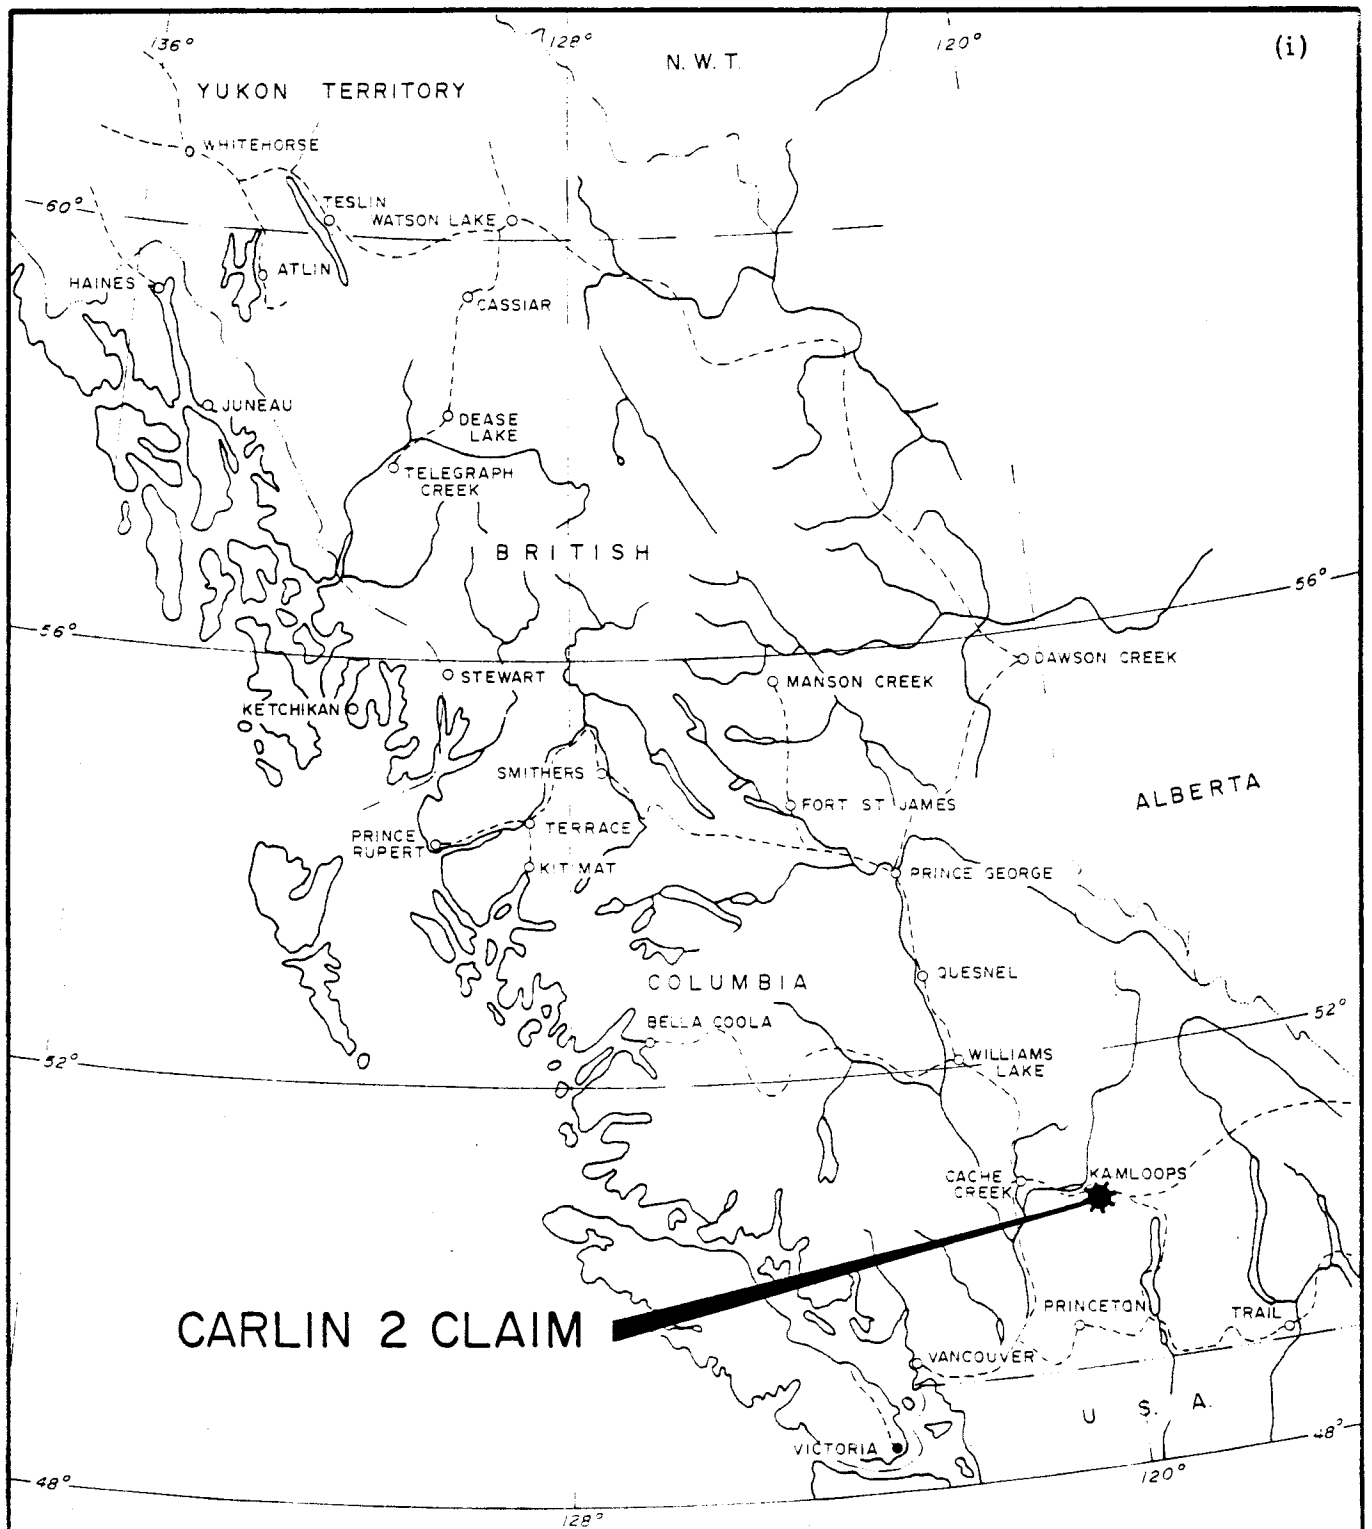 136°
128°
120°
(i)
N.W.T.
YUKON TERRITORY
WHITEHORSE
60°
TESLIN
WATSON LAKE
ATLIN
HAINES
CASSIAR
JUNEAU
DEASE
LAKE
TELEGRAPH
CREEK
BRITISH
56°
56°
DAWSON CREEK
STEWART
MANSON CREEK
KETCHIKAN
SMITHERS
ALBERTA
FORT ST JAMES
PRINCE
RUPERT
TERRACE
KITIMAT
PRINCE GEORGE
QUESNEL
COLUMBIA
52°
BELLA COOLA
52°
WILLIAMS
LAKE
CACHE
CREEK
KAMLOOPS
PRINCETON
TRAIL
CARLIN 2 CLAIM
VANCOUVER
U. S. A.
48°
VICTORIA
120°
48°
128°